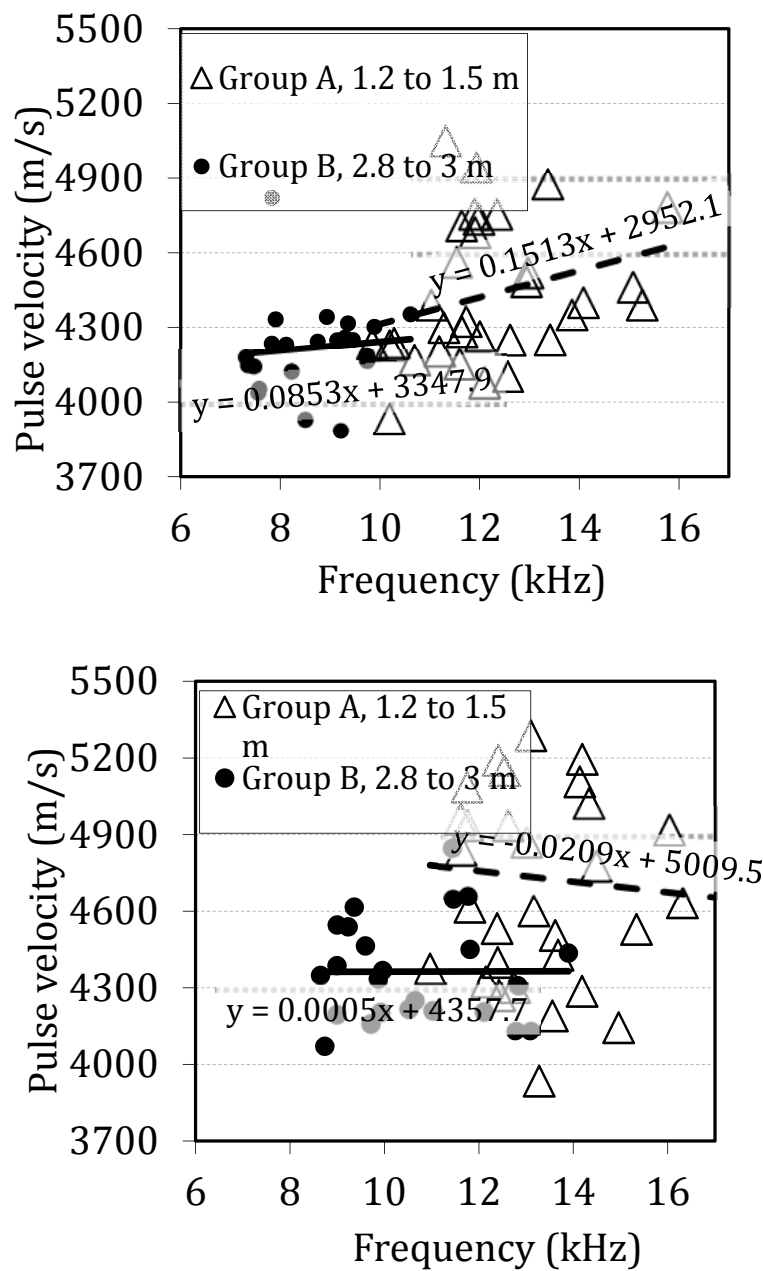 5500
5200
4900
4600
4300
4000
3700
Pulse velocity (m/s)
Group A, 1.2 to 1.5 m
Group B, 2.8 to 3 m
y = 0.1513x + 2952.1
y = 0.0853x + 3347.9
6 8 10 12 14 16
Frequency (kHz)
5500
5200
4900
4600
4300
4000
3700
Pulse velocity (m/s)
Group A, 1.2 to 1.5
m
Group B, 2.8 to 3 m
y = -0.0209x + 5009.5
y = 0.0005x + 4357.7
6 8 10 12 14 16
Frequency (kHz)